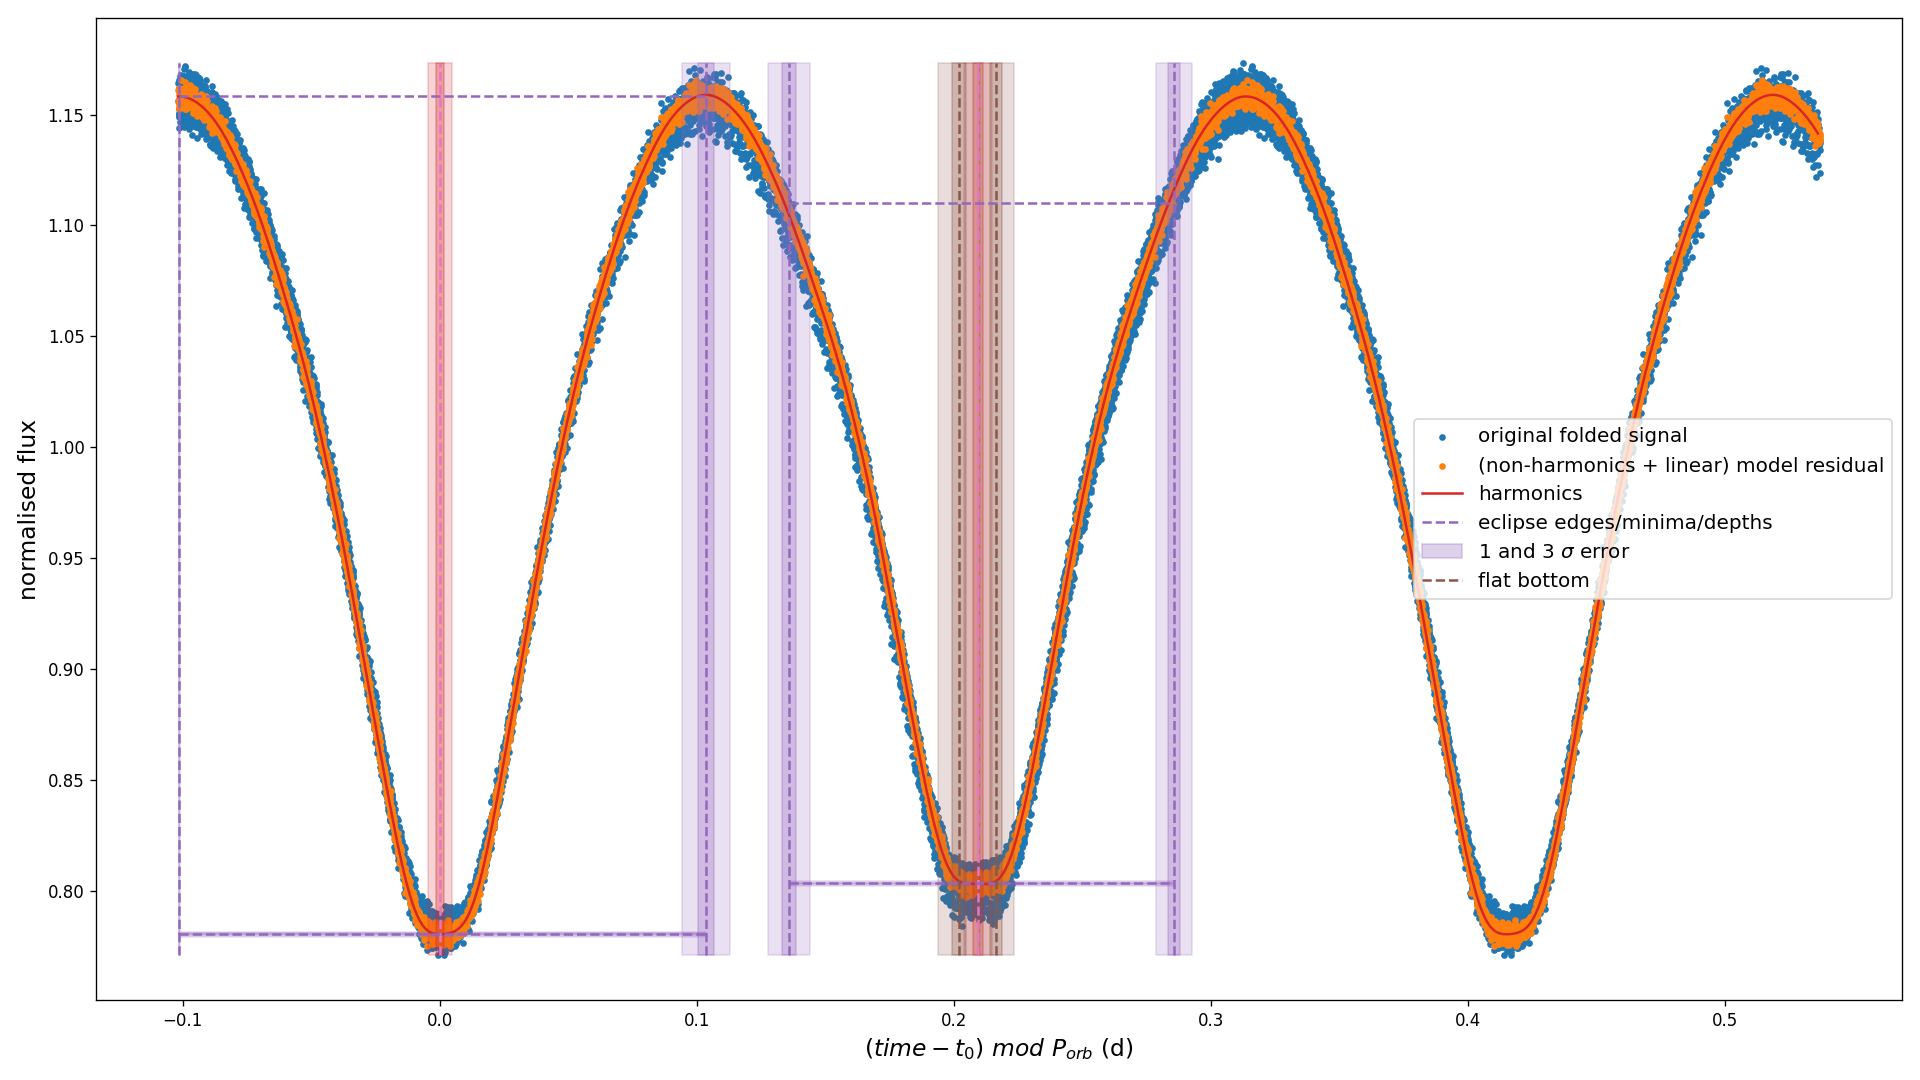 normalised flux
1.15
1.10
1.05
1.00
0.95
0.90
0.85
0.80
original folded signal
(non-harmonics + linear) model residual
harmonics
eclipse edges/minima/depths
1 and 3 σ error
flat bottom
−0.1 0.0 0.1 0.2 0.3 0.4 0.5
(time − t₀) mod Pₒᵣb (d)